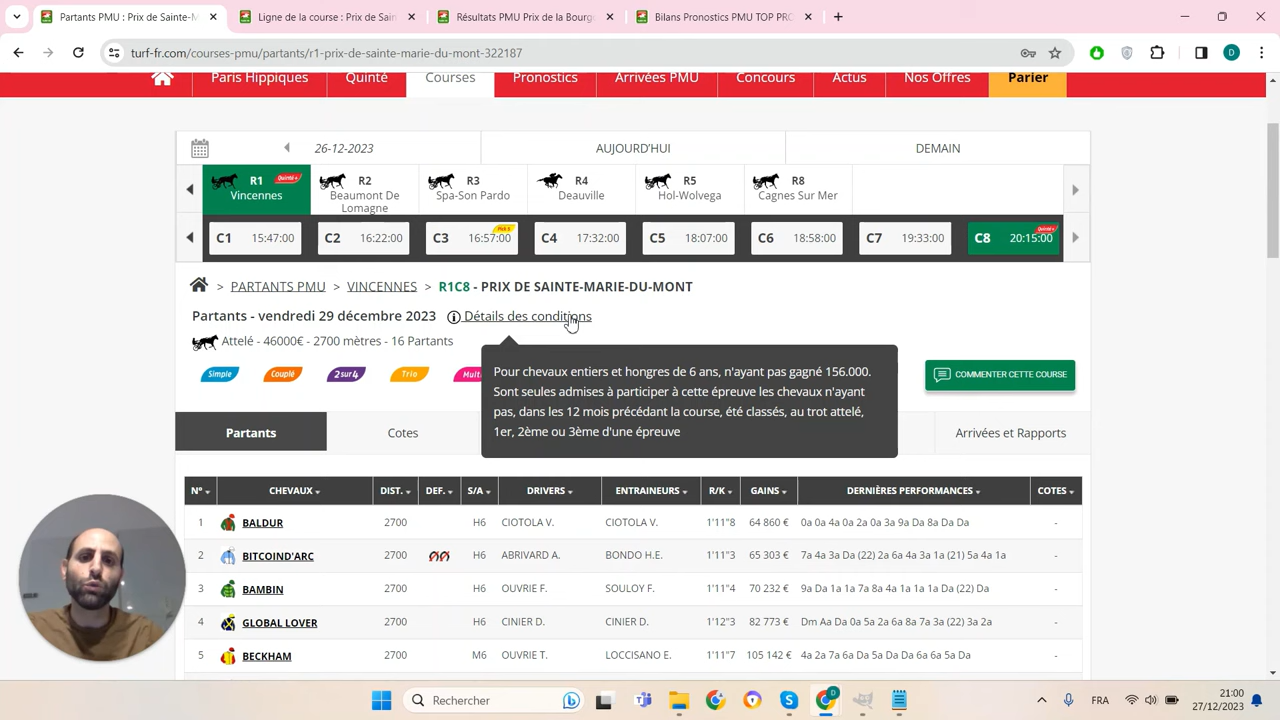 Partants PMU : Prix de Sainte-M
Ligne de la course : Prix de Sain
Résultats PMU Prix de la Bourg
Bilans Pronostics PMU TOP PRO
turf-fr.com/courses-pmu/partants/r1-prix-de-sainte-marie-du-mont-322187
D
Paris Hippiques
Quinté
Courses
Pronostics
Arrivées PMU
Concours
Actus
Nos Offres
Parier
26-12-2023
AUJOURD'HUI
DEMAIN
R1 Quinté+
Vincennes
R2
Beaumont De Lomagne
R3
Spa-Son Pardo
R4
Deauville
R5
Hol-Wolvega
R8
Cagnes Sur Mer
C1 15:47:00
C2 16:22:00
C3 16:57:00 Pick 5
C4 17:32:00
C5 18:07:00
C6 18:58:00
C7 19:33:00
C8 20:15:00 Quinté+
> PARTANTS PMU > VINCENNES > R1C8 - PRIX DE SAINTE-MARIE-DU-MONT
Partants - vendredi 29 décembre 2023 Détails des conditions
Attelé - 46000€ - 2700 mètres - 16 Partants
Pour chevaux entiers et hongres de 6 ans, n'ayant pas gagné 156.000.
Sont seules admises à participer à cette épreuve les chevaux n'ayant
pas, dans les 12 mois précédant la course, été classés, au trot attelé,
1er, 2ème ou 3ème d'une épreuve
Simple
Couplé
2sur4
Trio
Mult
COMMENTER CETTE COURSE
Partants
Cotes
Arrivées et Rapports
N° CHEVAUX DIST. DEF. S/A DRIVERS ENTRAINEURS R/K GAINS DERNIÈRES PERFORMANCES COTES
1 BALDUR 2700 H6 CIOTOLA V. CIOTOLA V. 1'11"8 64 860 € 0a 0a 4a 0a 2a 0a 3a 9a Da 8a Da Da -
2 BITCOIND'ARC 2700 H6 ABRIVARD A. BONDO H.E. 1'11"3 65 303 € 7a 4a 3a Da (22) 2a 6a 4a 3a 1a (21) 5a 4a 1a -
3 BAMBIN 2700 H6 OUVRIE F. SOULOY F. 1'11"4 70 232 € 9a Da 1a 1a 7a 8a 4a 1a 1a 1a Da (22) Da -
4 GLOBAL LOVER 2700 H6 CINIER D. CINIER D. 1'12"3 82 773 € Dm Aa Da 0a 5a 2a 6a 8a 7a 3a (22) 3a 2a -
5 BECKHAM 2700 M6 OUVRIE T. LOCCISANO E. 1'11"7 105 142 € 4a 2a 7a 6a Da 5a Da Da 6a Da 5a -
Rechercher
FRA
21:00
27/12/2023